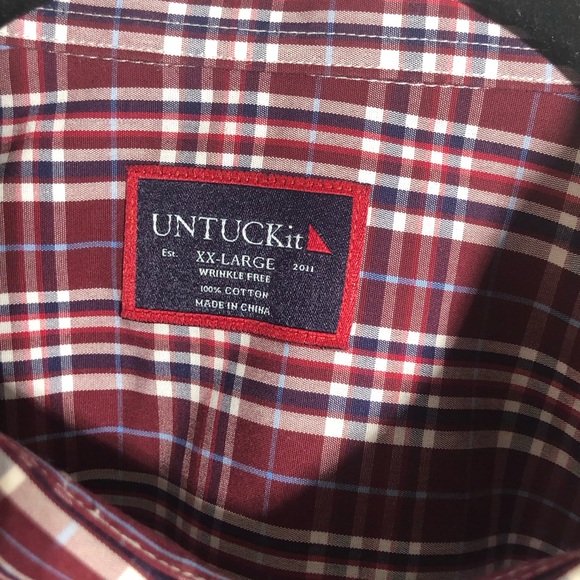 UNTUCKit
Est. XX-LARGE 2011
WRINKLE FREE
100% COTTON
MADE IN CHINA